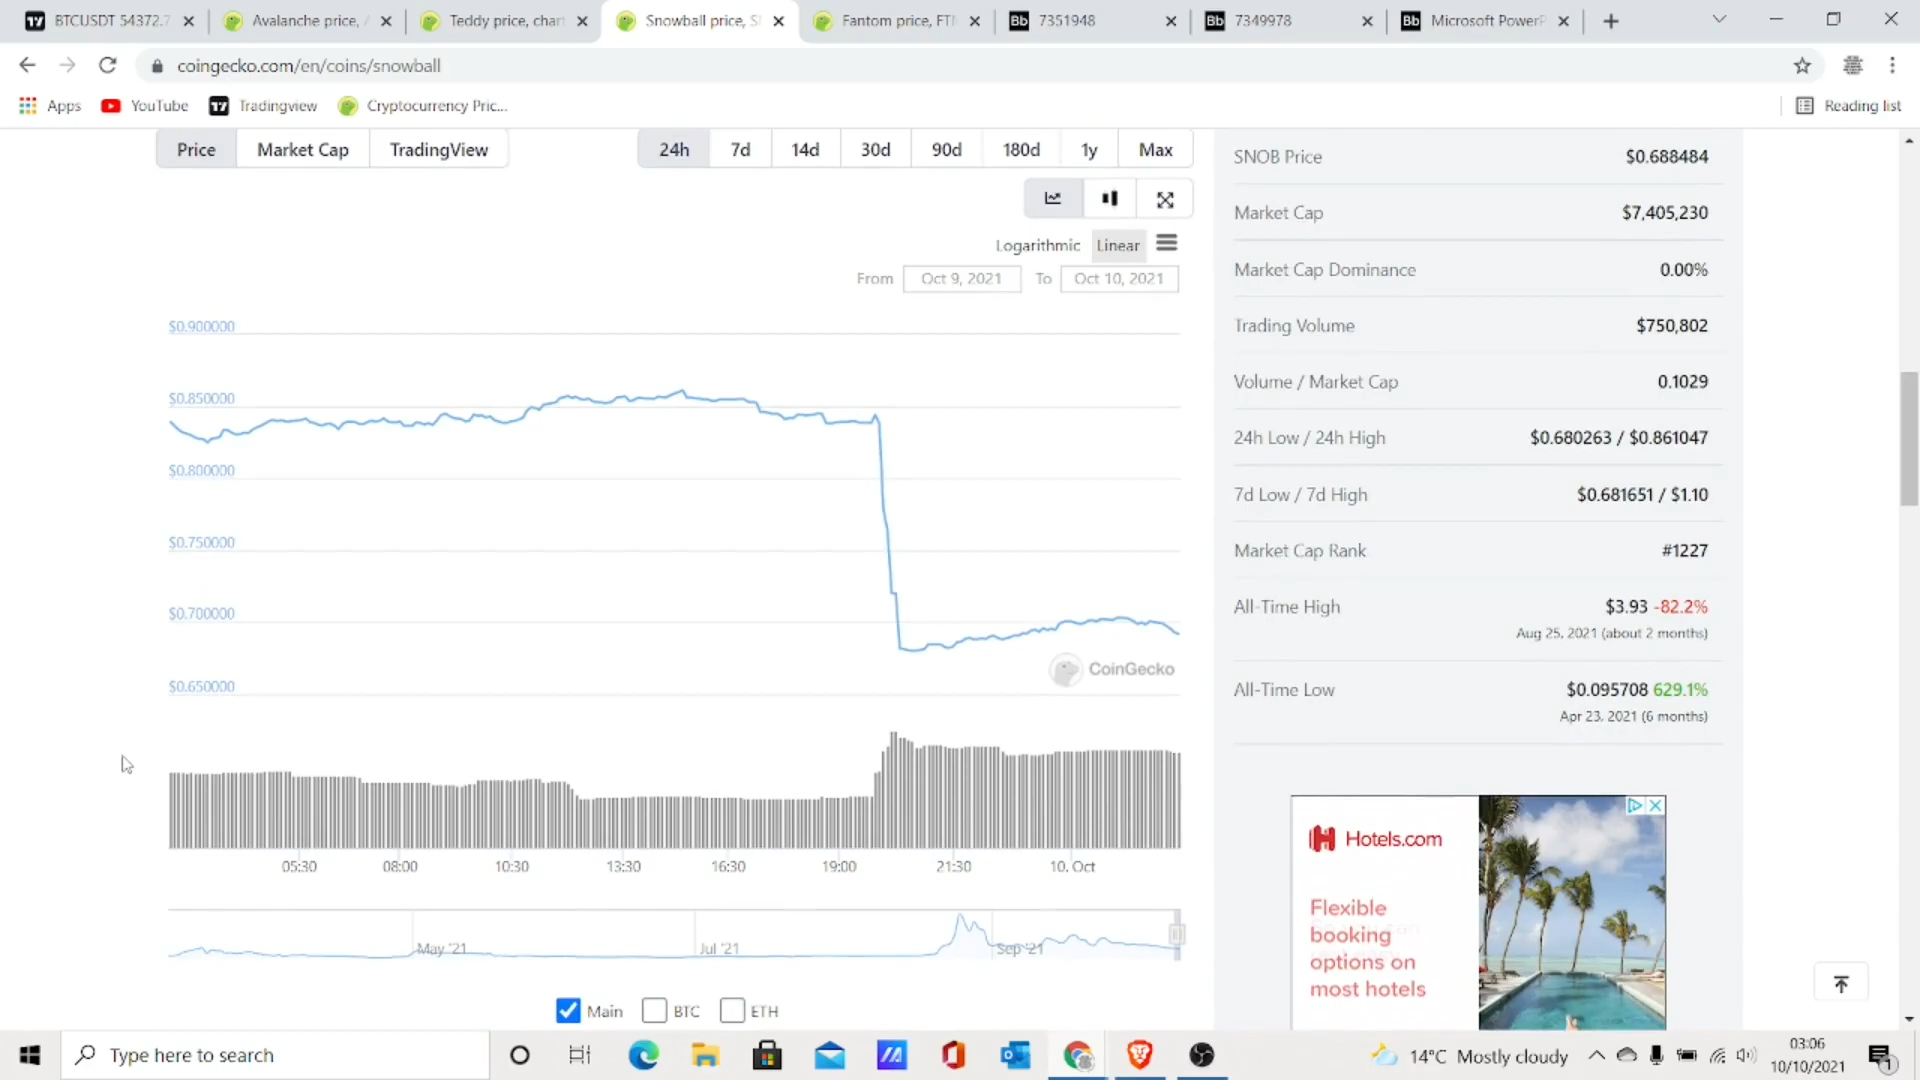 BTCUSDT 54372.7
Avalanche price, A
Teddy price, chart
Snowball price, S
Fantom price, FT
Bb 7351948
Bb 7349978
Bb Microsoft PowerP
coingecko.com/en/coins/snowball
Apps
YouTube
Tradingview
Cryptocurrency Pric...
Reading list
Price
Market Cap
TradingView
24h
7d
14d
30d
90d
180d
1y
Max
Logarithmic
Linear
From
Oct 9, 2021
To
Oct 10, 2021
$0.900000
$0.850000
$0.800000
$0.750000
$0.700000
$0.650000
CoinGecko
05:30
08:00
10:30
13:30
16:30
19:00
21:30
10. Oct
May '21
Jul '21
Sep '21
Main
BTC
ETH
SNOB Price $0.688484
Market Cap $7,405,230
Market Cap Dominance 0.00%
Trading Volume $750,802
Volume / Market Cap 0.1029
24h Low / 24h High $0.680263 / $0.861047
7d Low / 7d High $0.681651 / $1.10
Market Cap Rank #1227
All-Time High $3.93 -82.2%
Aug 25, 2021 (about 2 months)
All-Time Low $0.095708 629.1%
Apr 23, 2021 (6 months)
Hotels.com
Flexible
booking
options on
most hotels
Type here to search
14°C Mostly cloudy
03:06
10/10/2021
1